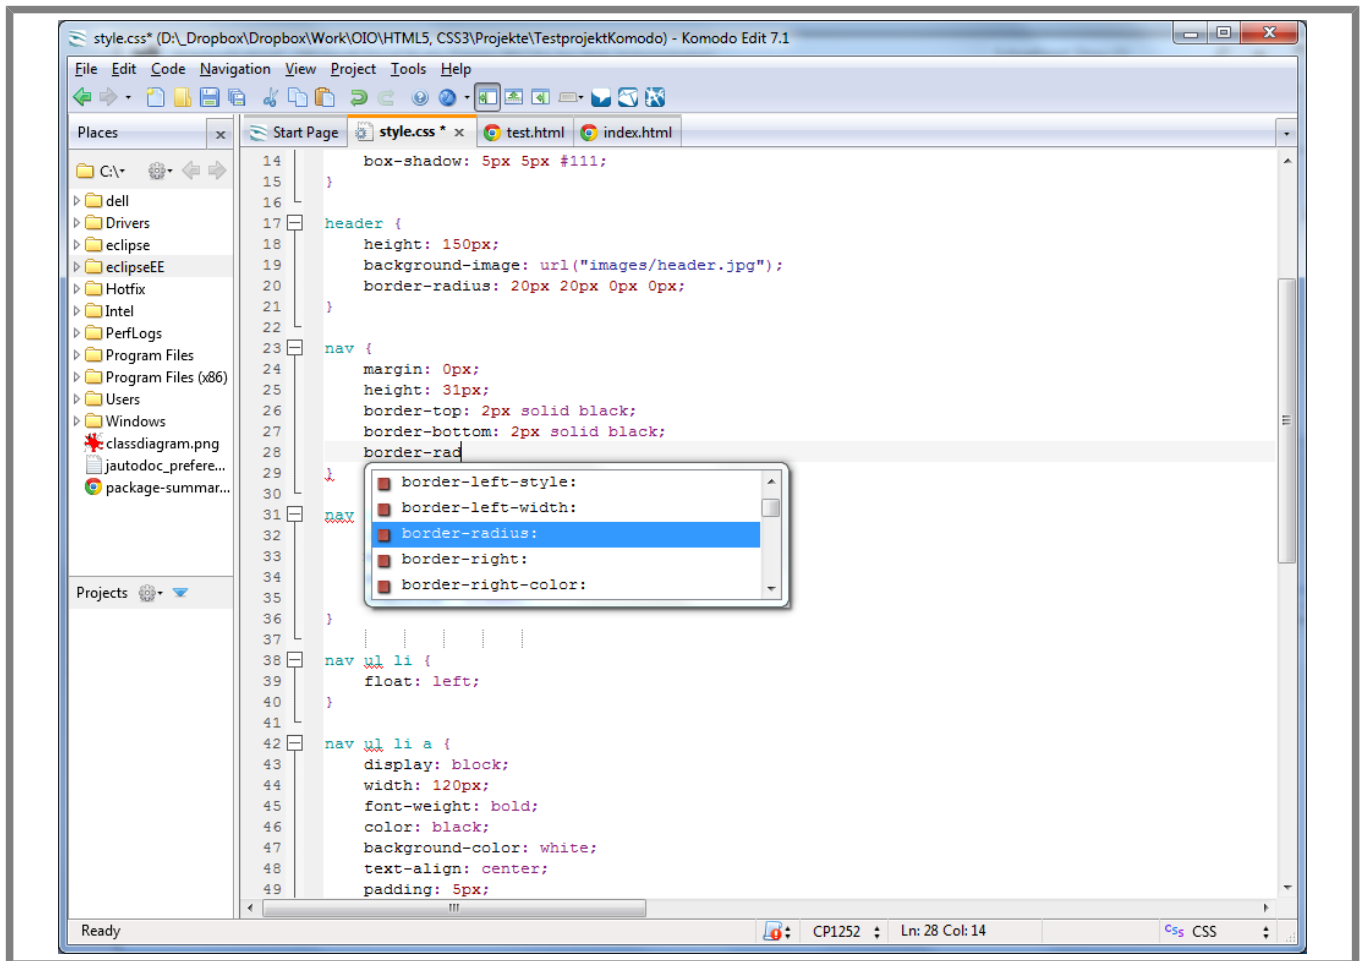 style.css* (D:\_Dropbox\Dropbox\Work\OIO\HTML5, CSS3\Projekte\TestprojektKomodo) - Komodo Edit 7.1
File Edit Code Navigation View Project Tools Help
Places
Start Page style.css * test.html index.html
C:\
dell
Drivers
eclipse
eclipseEE
Hotfix
Intel
PerfLogs
Program Files
Program Files (x86)
Users
Windows
classdiagram.png
jautodoc_prefere...
package-summar...
Projects
14 box-shadow: 5px 5px #111;
15 }
16
17 header {
18 height: 150px;
19 background-image: url("images/header.jpg");
20 border-radius: 20px 20px 0px 0px;
21 }
22
23 nav {
24 margin: 0px;
25 height: 31px;
26 border-top: 2px solid black;
27 border-bottom: 2px solid black;
28 border-rad
29 }
30
31 nav
32
33
34
35
36 }
37
38 nav ul li {
39 float: left;
40 }
41
42 nav ul li a {
43 display: block;
44 width: 120px;
45 font-weight: bold;
46 color: black;
47 background-color: white;
48 text-align: center;
49 padding: 5px;
border-left-style:
border-left-width:
border-radius:
border-right:
border-right-color:
Ready CP1252 Ln: 28 Col: 14 CSS CSS